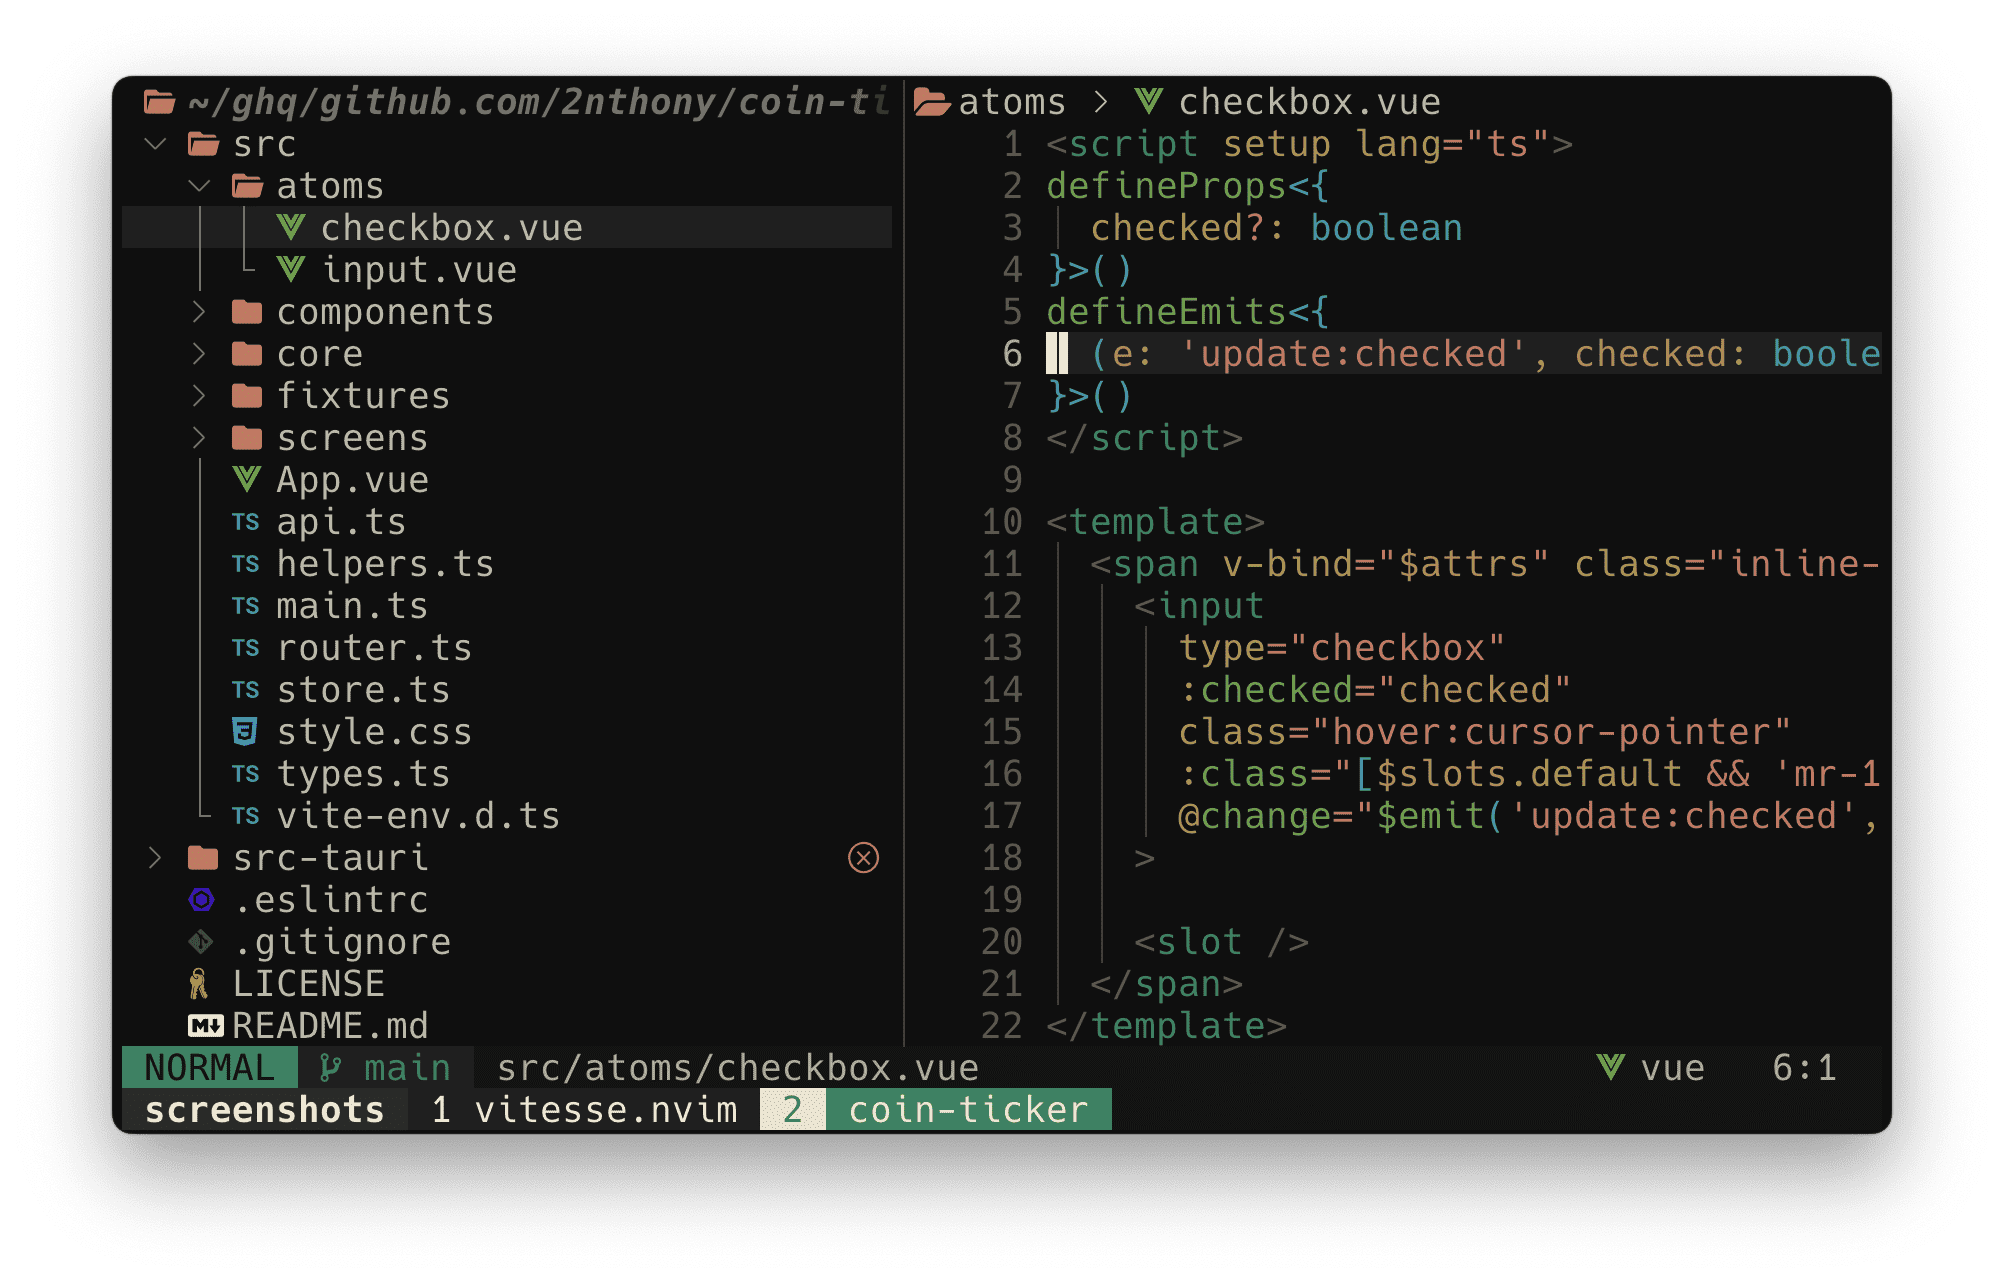 ~/ghq/github.com/2nthony/coin-ti
src
atoms
checkbox.vue
input.vue
components
core
fixtures
screens
App.vue
TS api.ts
TS helpers.ts
TS main.ts
TS router.ts
TS store.ts
style.css
TS types.ts
TS vite-env.d.ts
src-tauri
.eslintrc
.gitignore
LICENSE
M↓ README.md
atoms > checkbox.vue
1 <script setup lang="ts">
2 defineProps<{
3 checked?: boolean
4 }>()
5 defineEmits<{
6 (e: 'update:checked', checked: boole
7 }>()
8 </script>
9
10 <template>
11 <span v-bind="$attrs" class="inline-
12 <input
13 type="checkbox"
14 :checked="checked"
15 class="hover:cursor-pointer"
16 :class="[$slots.default && 'mr-1
17 @change="$emit('update:checked',
18 >
19
20 <slot />
21 </span>
22 </template>
NORMAL main src/atoms/checkbox.vue vue 6:1
screenshots 1 vitesse.nvim 2 coin-ticker